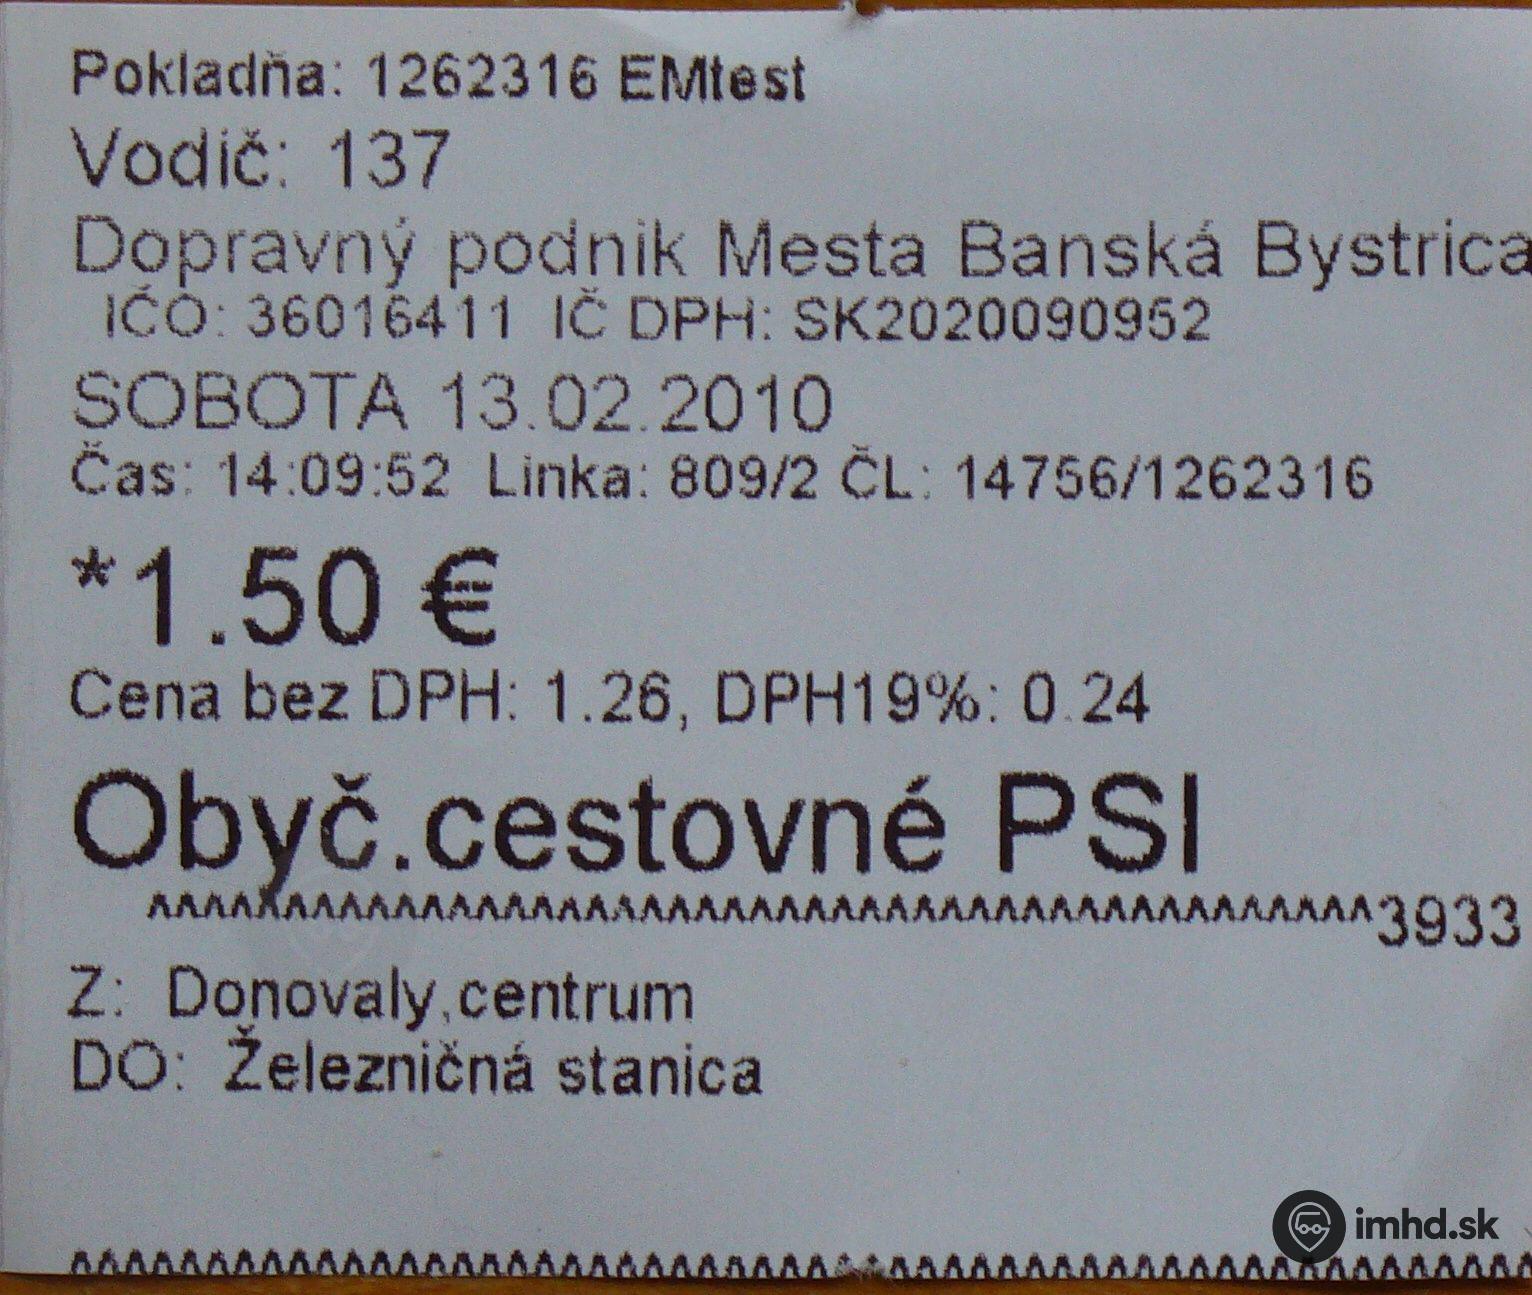 Pokladňa: 1262316 EMtest
Vodič: 137
Dopravný podnik Mesta Banská Bystrica
IČO: 36016411 IČ DPH: SK2020090952
SOBOTA 13.02.2010
Čas: 14:09:52 Linka: 809/2 ČL: 14756/1262316
*1.50 €
Cena bez DPH: 1.26, DPH19%: 0.24
Obyč.cestovné PSI
^^^^^^^^^^^^^^^^^^^^^^^^^^^^^^^^^^^^^^^^^^^^^3933
Z: Donovaly,centrum
DO: Železničná stanica
imhd.sk
^^^^^^^^^^^^^^^^^^^^^^^^^^^^^^^^^^^^^^^^^^^^^^^^^^^^^